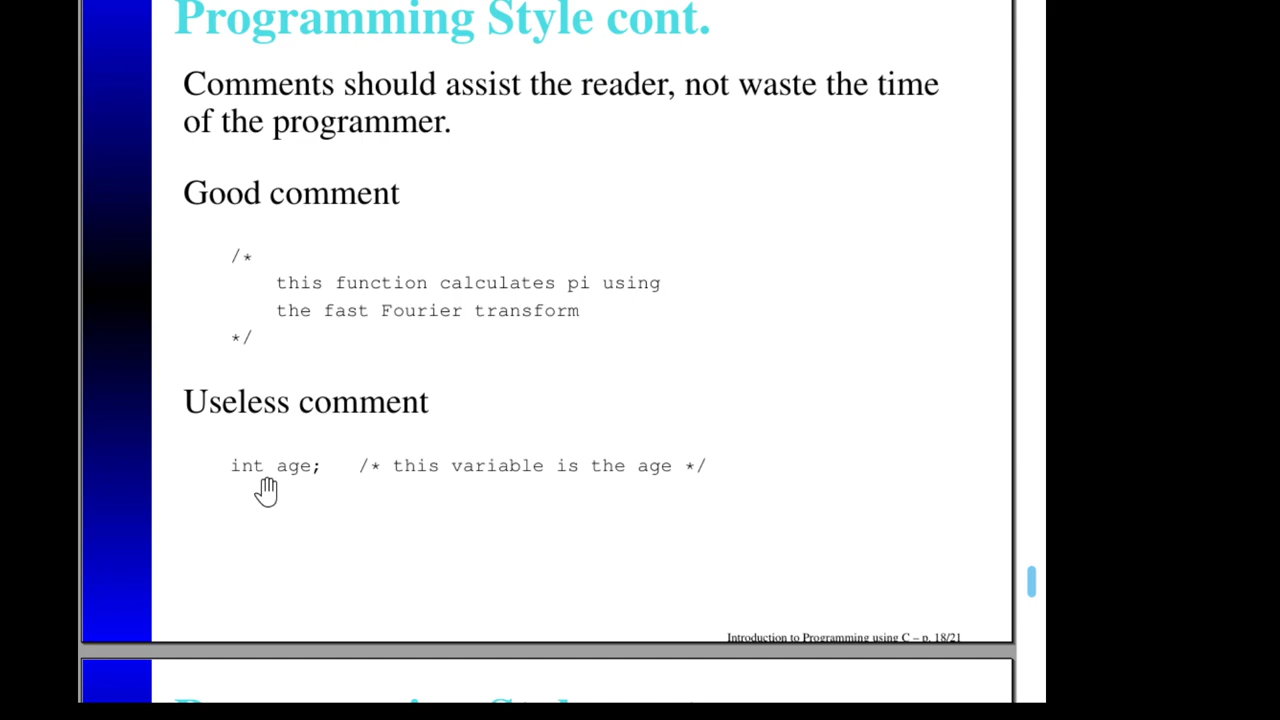 Programming Style cont.
Comments should assist the reader, not waste the time
of the programmer.
Good comment
/*
this function calculates pi using
the fast Fourier transform
*/
Useless comment
int age; /* this variable is the age */
Introduction to Programming using C – p. 18/21